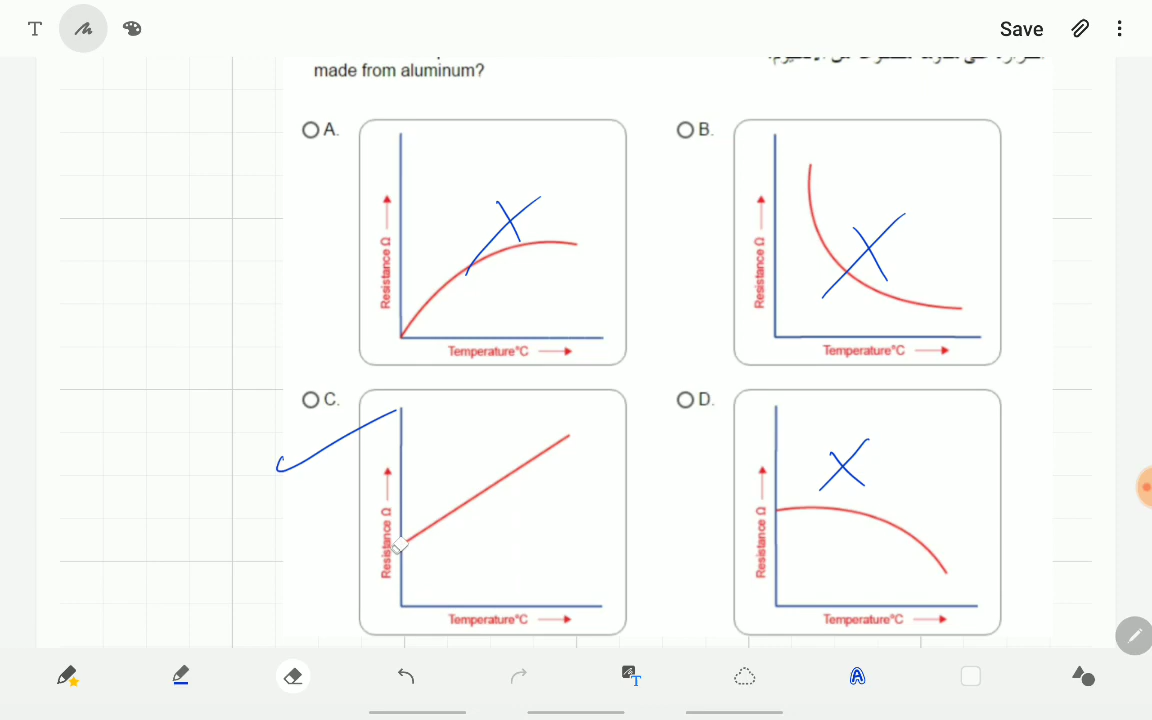 T
Save
made from aluminum?
A.
Resistance Ω
Temperature°C
B.
Resistance Ω
Temperature°C
C.
Resistance Ω
Temperature°C
D.
Resistance Ω
Temperature°C
T
A